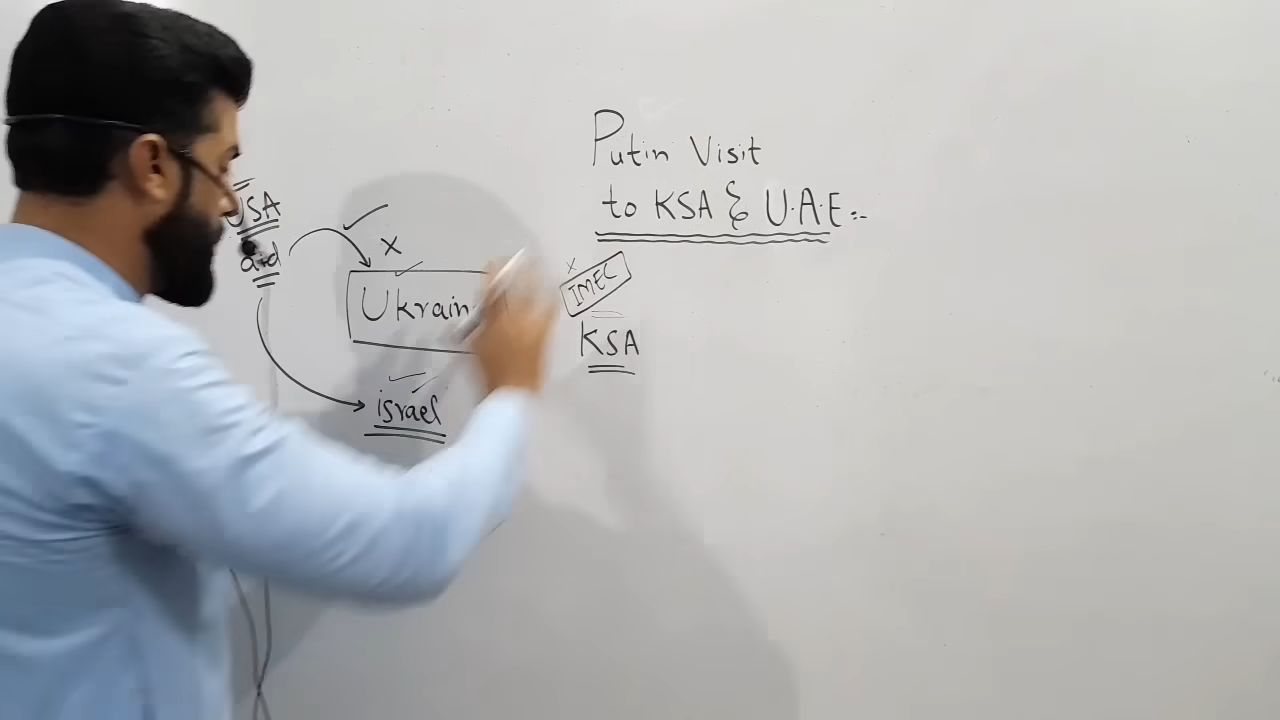 Putin Visit
to KSA & U.A.E:-
USA
aid
x
Ukrain
x
IMEC
KSA
israel